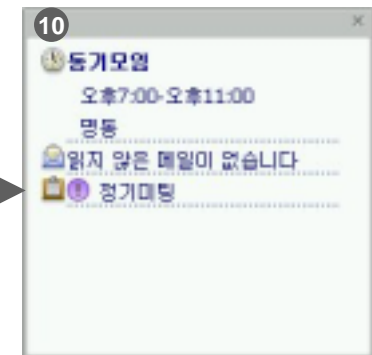 10
동기모임
오후7:00-오후11:00
명동
읽지 않은 메일이 없습니다
정기미팅